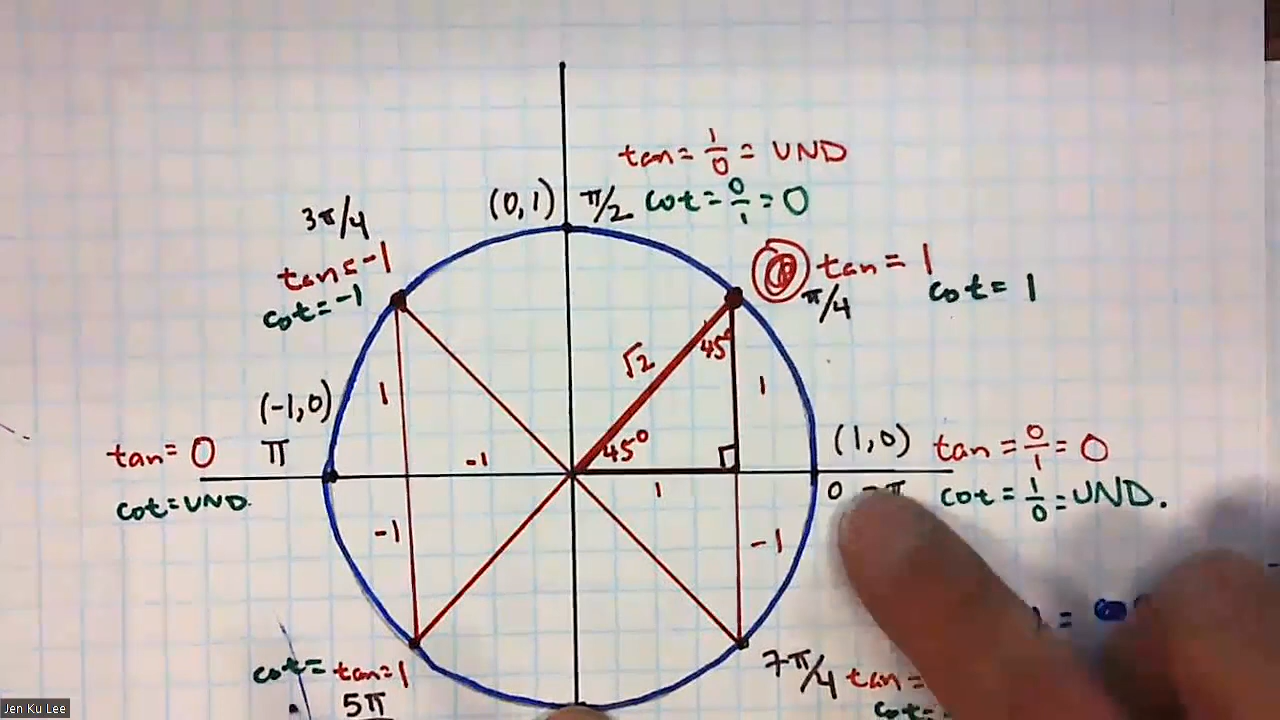 tan = 1/0 = UND
(0,1) π/2 cot = 0/1 = 0
3π/4
tan = -1
cot = -1
tan = 1
π/4 cot = 1
√2
45°
45°
1
1
-1
1
-1
-1
(-1,0)
π
tan = 0
cot = UND.
(1,0) tan = 0/1 = 0
0 cot = 1/0 = UND.
=
cot = tan = 1
5π
7π/4 tan =
cot =
Jen Ku Lee